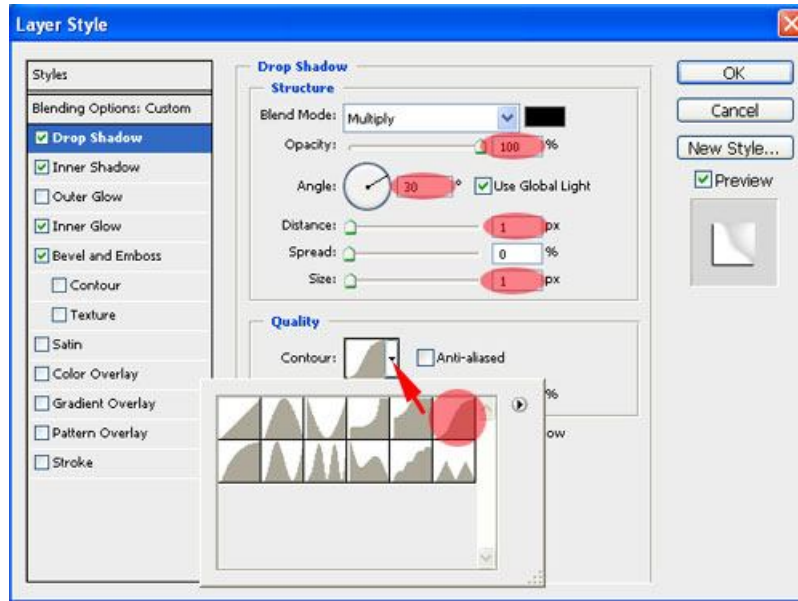 Layer Style
Styles
Blending Options: Custom
Drop Shadow
Inner Shadow
Outer Glow
Inner Glow
Bevel and Emboss
Contour
Texture
Satin
Color Overlay
Gradient Overlay
Pattern Overlay
Stroke
Drop Shadow
Structure
Blend Mode: Multiply
Opacity: 100 %
Angle: 30 ° Use Global Light
Distance: 1 px
Spread: 0 %
Size: 1 px
Quality
Contour: Anti-aliased
%
ow
OK
Cancel
New Style...
Preview